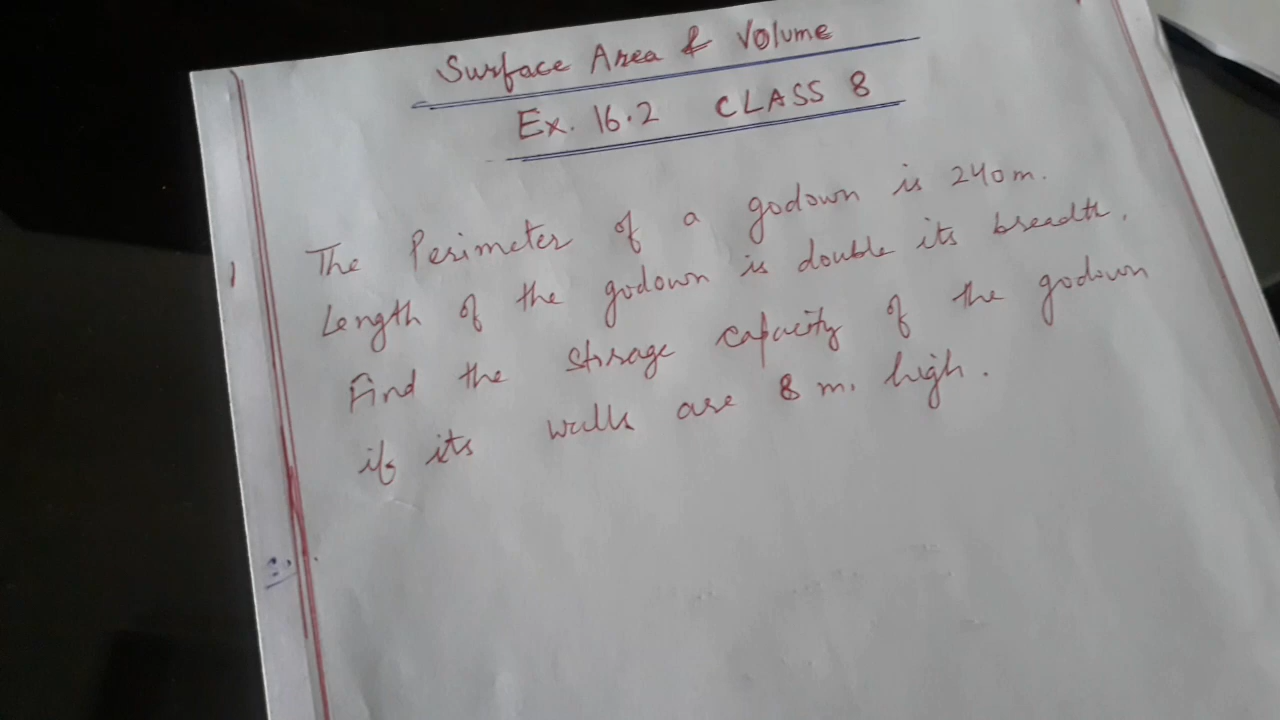 Surface Area & Volume
Ex. 16.2 CLASS 8
1 The Perimeter of a godown is 240 m.
Length of the godown is double its breadth.
Find the storage capacity of the godown
if its walls are 8 m. high.